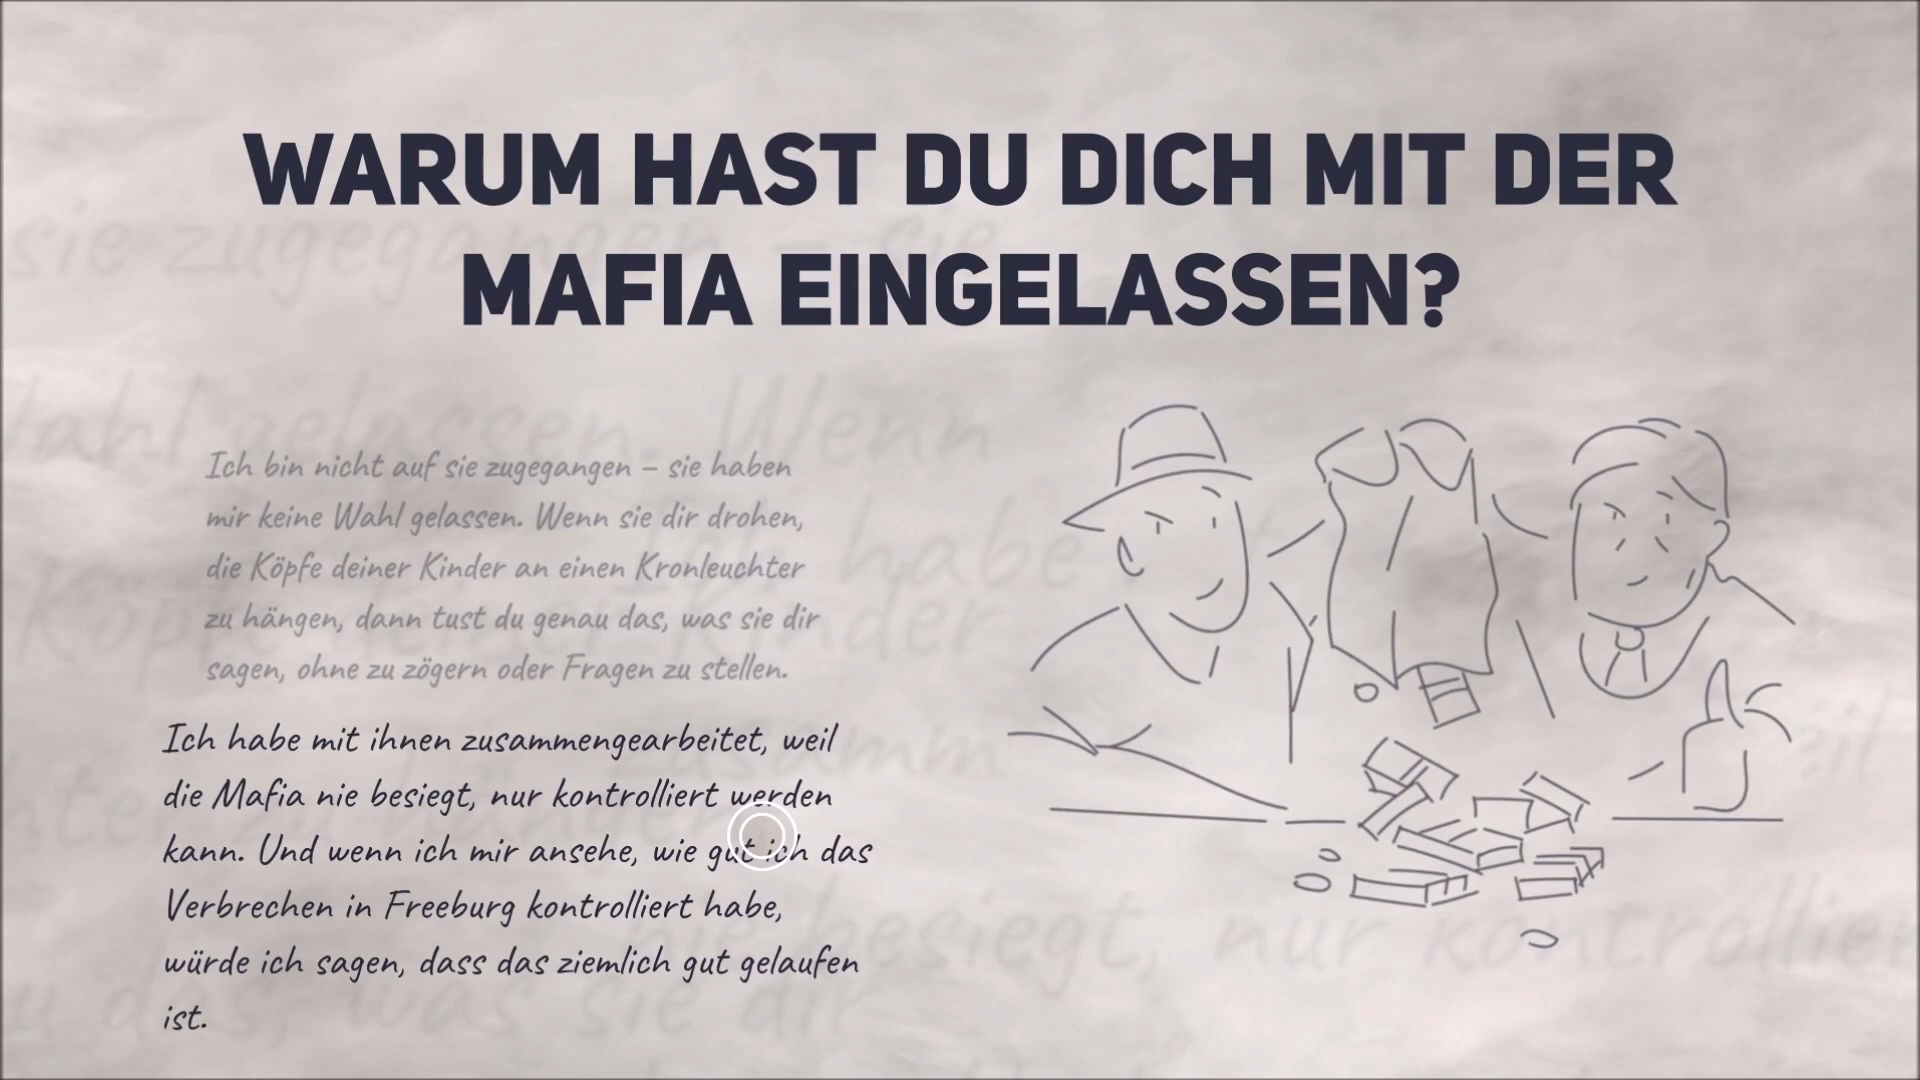 WARUM HAST DU DICH MIT DER
MAFIA EINGELASSEN?
Ich bin nicht auf sie zugegangen – sie haben
mir keine Wahl gelassen. Wenn sie dir drohen,
die Köpfe deiner Kinder an einen Kronleuchter
zu hängen, dann tust du genau das, was sie dir
sagen, ohne zu zögern oder Fragen zu stellen.
Ich habe mit ihnen zusammengearbeitet, weil
die Mafia nie besiegt, nur kontrolliert werden
kann. Und wenn ich mir ansehe, wie gut ich das
Verbrechen in Freeburg kontrolliert habe,
würde ich sagen, dass das ziemlich gut gelaufen
ist.